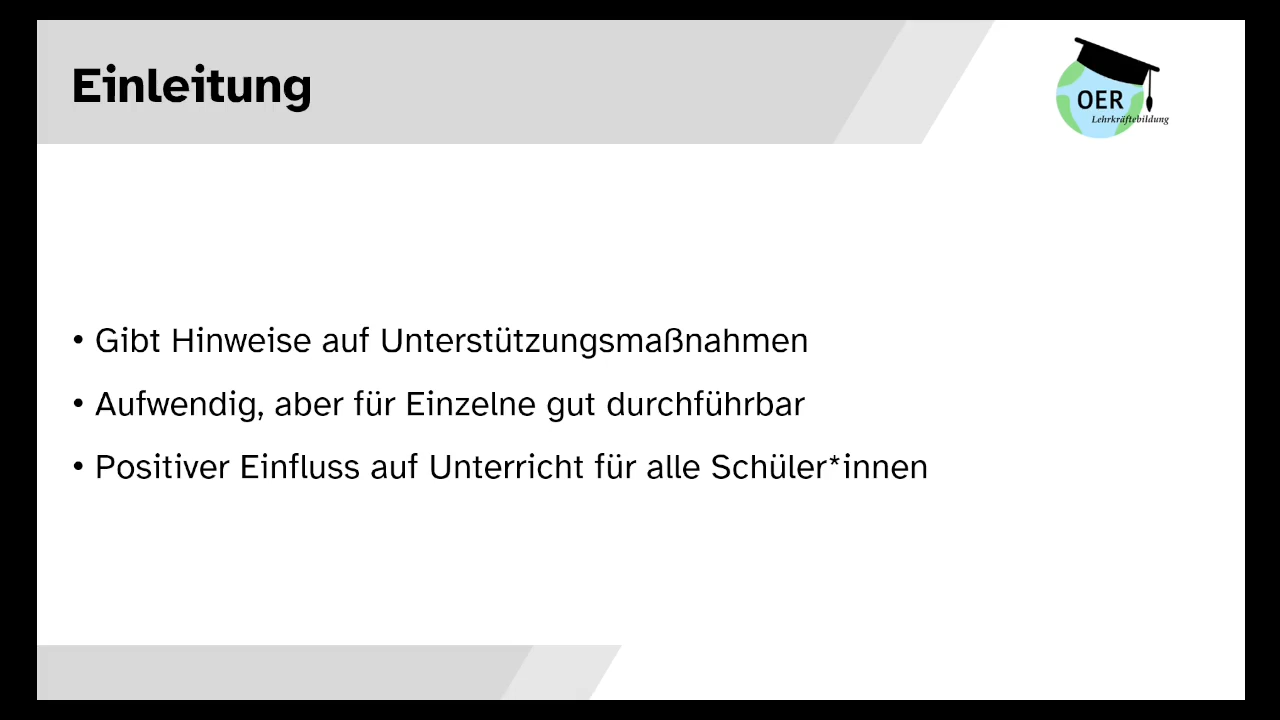 Einleitung
OER
Lehrkräftebildung
• Gibt Hinweise auf Unterstützungsmaßnahmen
• Aufwendig, aber für Einzelne gut durchführbar
• Positiver Einfluss auf Unterricht für alle Schüler*innen